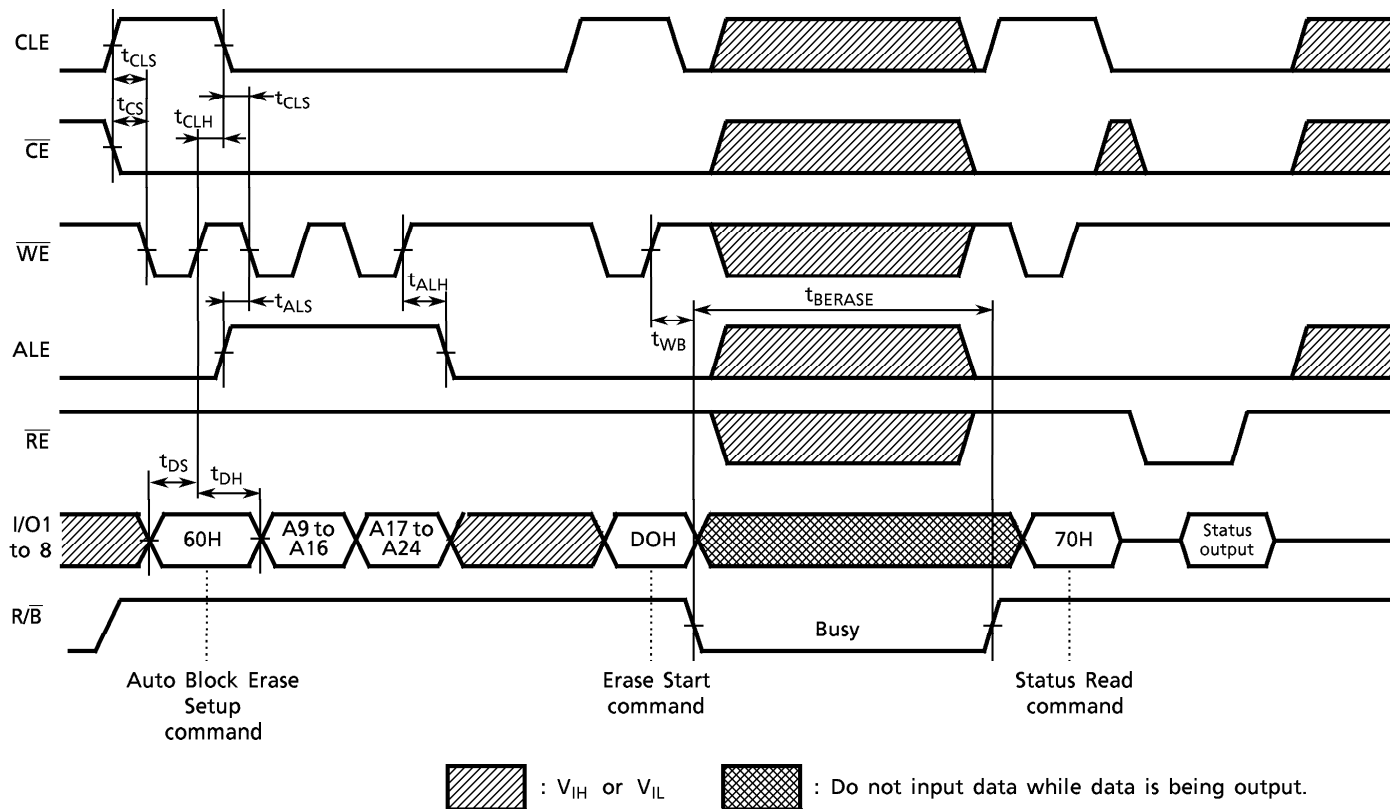 CLE
tCLS
tCS
tCLH
tCLS
CE
WE
tALS
tALH
tWB
tBERASE
ALE
RE
tDS
tDH
I/O1
to 8
60H
A9 to
A16
A17 to
A24
DOH
70H
Status
output
R/B
Busy
Auto Block Erase
Setup
command
Erase Start
command
Status Read
command
: VIH or VIL
: Do not input data while data is being output.